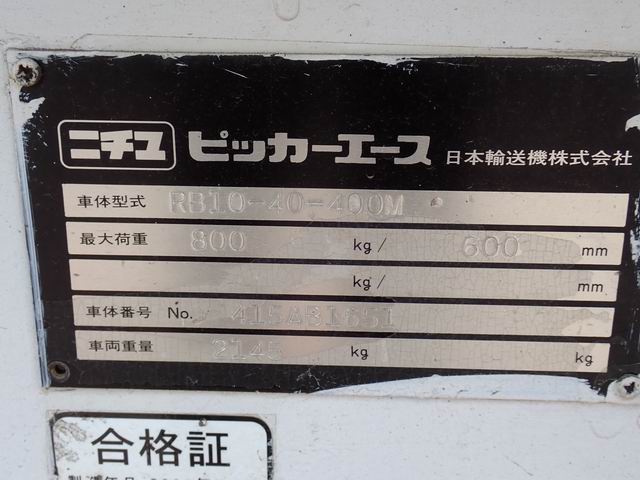 ニチユ ピッカーエース 日本輸送機株式会社
車体型式 RB10-40-400M
最大荷重 800 kg/ 600 mm
kg/ mm
車体番号 No. 415AB1651
車両重量 2145 kg kg
合格証